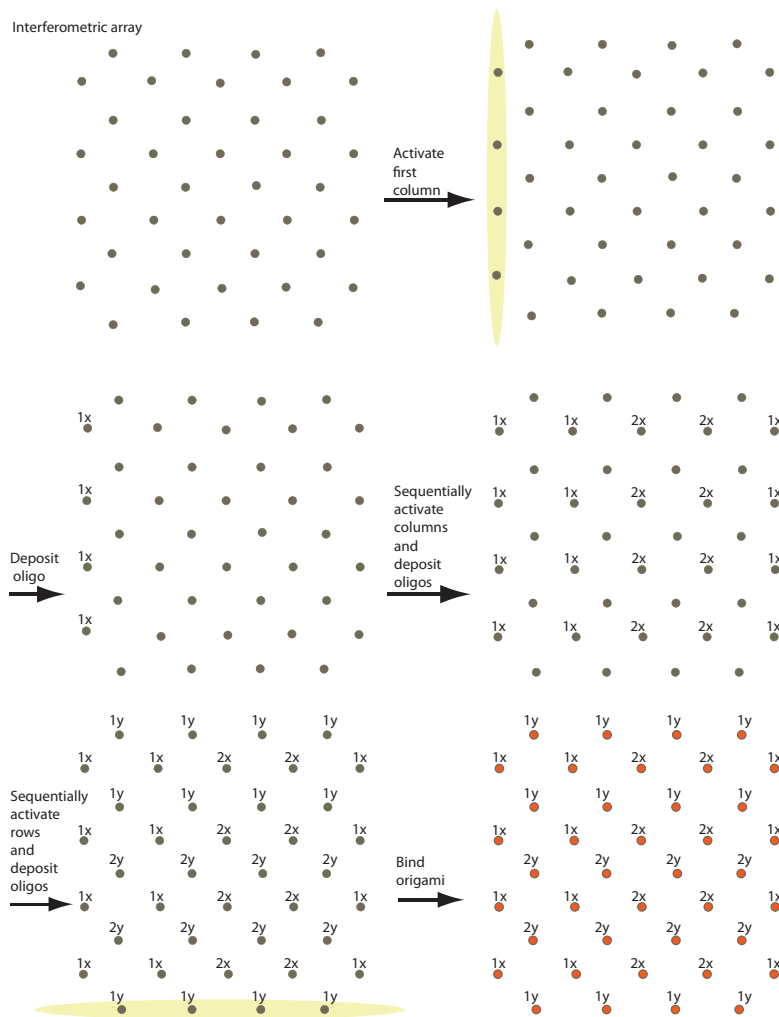 Interferometric array
Activate
first
column
1x
1x
1x
1x
Deposit
oligo
1x 1x 2x 2x 1x
1x 1x 2x 2x 1x
1x 1x 2x 2x 1x
1x 1x 2x 2x 1x
Sequentially
activate
columns
and
deposit
oligos
1y 1y 1y 1y
1x 1x 2x 2x 1x
1y 1y 1y 1y
1x 1x 2x 2x 1x
2y 2y 2y 2y
1x 1x 2x 2x 1x
2y 2y 2y 2y
1x 1x 2x 2x 1x
1y 1y 1y 1y
Sequentially
activate
rows
and
deposit
oligos
Bind
origami
1y 1y 1y 1y
1x 1x 2x 2x 1x
1y 1y 1y 1y
1x 1x 2x 2x 1x
2y 2y 2y 2y
1x 1x 2x 2x 1x
2y 2y 2y 2y
1x 1x 2x 2x 1x
1y 1y 1y 1y